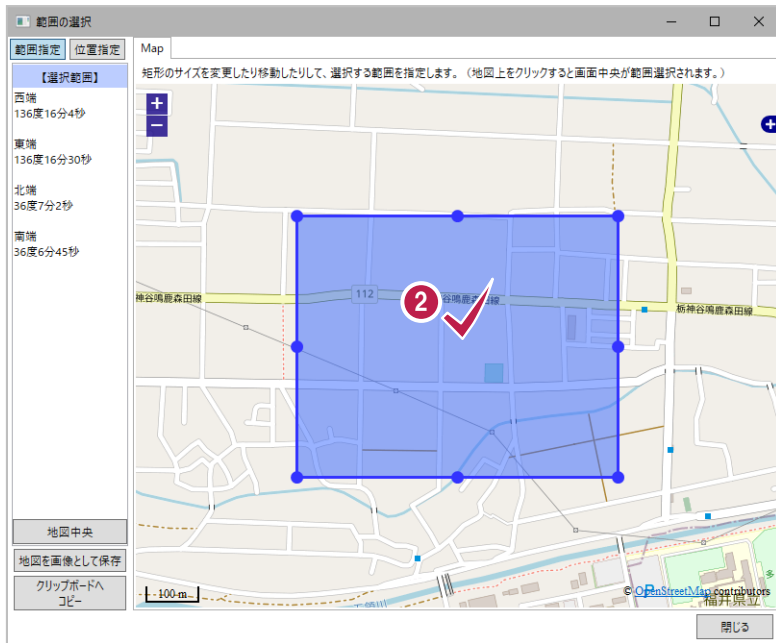 範囲の選択
範囲指定 位置指定
Map
【選択範囲】
西端
136度16分4秒
東端
136度16分30秒
北端
36度7分2秒
南端
36度6分45秒
地図中央
地図を画像として保存
クリップボードへ
コピー
矩形のサイズを変更したり移動したりして、選択する範囲を指定します。(地図上をクリックすると画面中央が範囲選択されます。)
+
−
+
112
2
神谷鳴鹿森田線
谷鳴鹿森田線
栃神谷鳴鹿森田線
100 m
P
多
© OpenStreetMap contributors
福井県立
閉じる